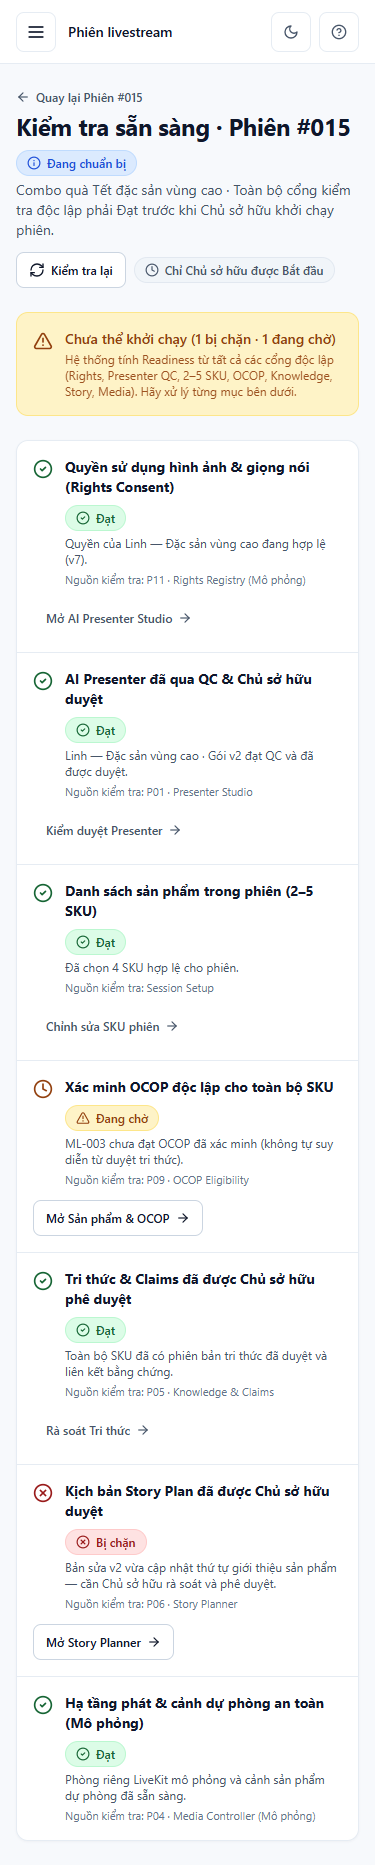 Phiên livestream
Quay lại Phiên #015
Kiểm tra sẵn sàng · Phiên #015
Đang chuẩn bị
Combo quà Tết đặc sản vùng cao · Toàn bộ cổng kiểm
tra độc lập phải Đạt trước khi Chủ sở hữu khởi chạy
phiên.
Kiểm tra lại
Chỉ Chủ sở hữu được Bắt đầu
Chưa thể khởi chạy (1 bị chặn · 1 đang chờ)
Hệ thống tính Readiness từ tất cả các cổng độc lập
(Rights, Presenter QC, 2–5 SKU, OCOP, Knowledge,
Story, Media). Hãy xử lý từng mục bên dưới.
Quyền sử dụng hình ảnh & giọng nói
(Rights Consent)
Đạt
Quyền của Linh — Đặc sản vùng cao đang hợp lệ
(v7).
Nguồn kiểm tra: P11 · Rights Registry (Mô phỏng)
Mở AI Presenter Studio
AI Presenter đã qua QC & Chủ sở hữu
duyệt
Đạt
Linh — Đặc sản vùng cao · Gói v2 đạt QC và đã
được duyệt.
Nguồn kiểm tra: P01 · Presenter Studio
Kiểm duyệt Presenter
Danh sách sản phẩm trong phiên (2–5
SKU)
Đạt
Đã chọn 4 SKU hợp lệ cho phiên.
Nguồn kiểm tra: Session Setup
Chỉnh sửa SKU phiên
Xác minh OCOP độc lập cho toàn bộ SKU
Đang chờ
ML-003 chưa đạt OCOP đã xác minh (không tự suy
diễn từ duyệt tri thức).
Nguồn kiểm tra: P09 · OCOP Eligibility
Mở Sản phẩm & OCOP
Tri thức & Claims đã được Chủ sở hữu
phê duyệt
Đạt
Toàn bộ SKU đã có phiên bản tri thức đã duyệt và
liên kết bằng chứng.
Nguồn kiểm tra: P05 · Knowledge & Claims
Rà soát Tri thức
Kịch bản Story Plan đã được Chủ sở hữu
duyệt
Bị chặn
Bản sửa v2 vừa cập nhật thứ tự giới thiệu sản phẩm
— cần Chủ sở hữu rà soát và phê duyệt.
Nguồn kiểm tra: P06 · Story Planner
Mở Story Planner
Hạ tầng phát & cảnh dự phòng an toàn
(Mô phỏng)
Đạt
Phòng riêng LiveKit mô phỏng và cảnh sản phẩm
dự phòng đã sẵn sàng.
Nguồn kiểm tra: P04 · Media Controller (Mô phỏng)